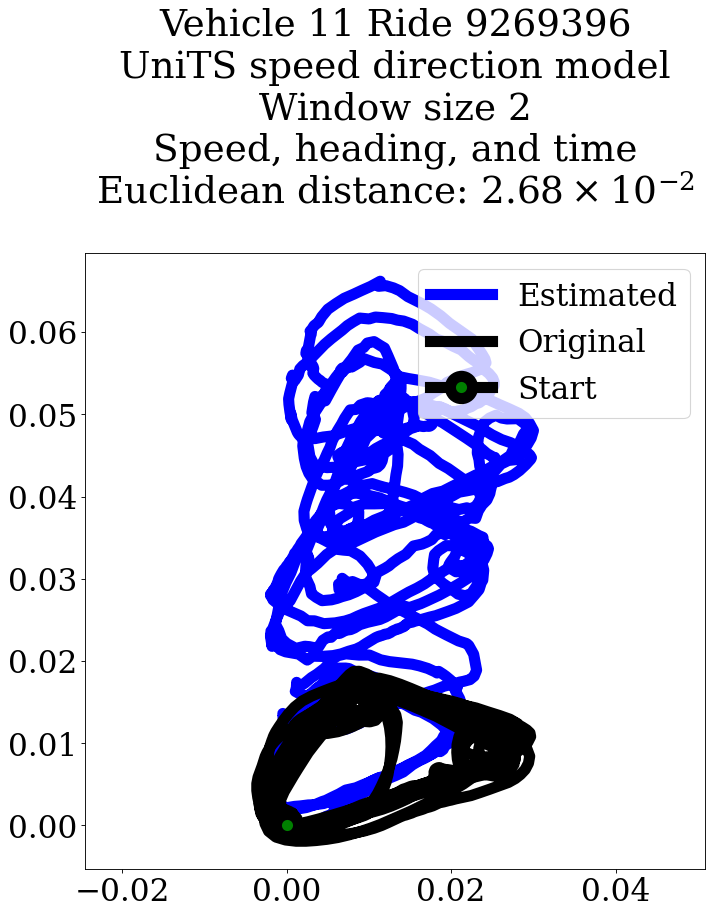 Vehicle 11 Ride 9269396
UniTS speed direction model
Window size 2
Speed, heading, and time
Euclidean distance: 2.68 × 10⁻²
Estimated
Original
Start
0.06
0.05
0.04
0.03
0.02
0.01
0.00
−0.02 0.00 0.02 0.04